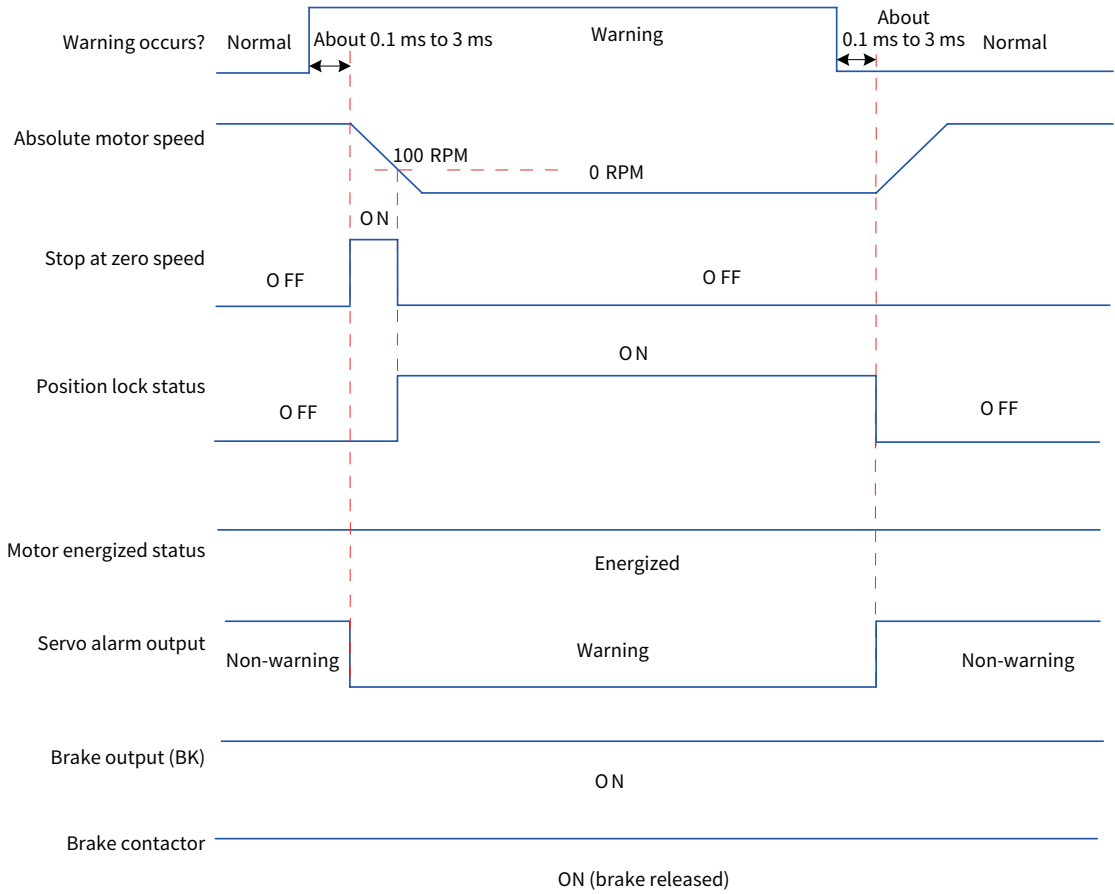 Warning occurs?
Normal
About 0.1 ms to 3 ms
Warning
About
0.1 ms to 3 ms
Normal
Absolute motor speed
100 RPM
0 RPM
Stop at zero speed
OFF
ON
OFF
Position lock status
OFF
ON
OFF
Motor energized status
Energized
Servo alarm output
Non-warning
Warning
Non-warning
Brake output (BK)
ON
Brake contactor
ON (brake released)